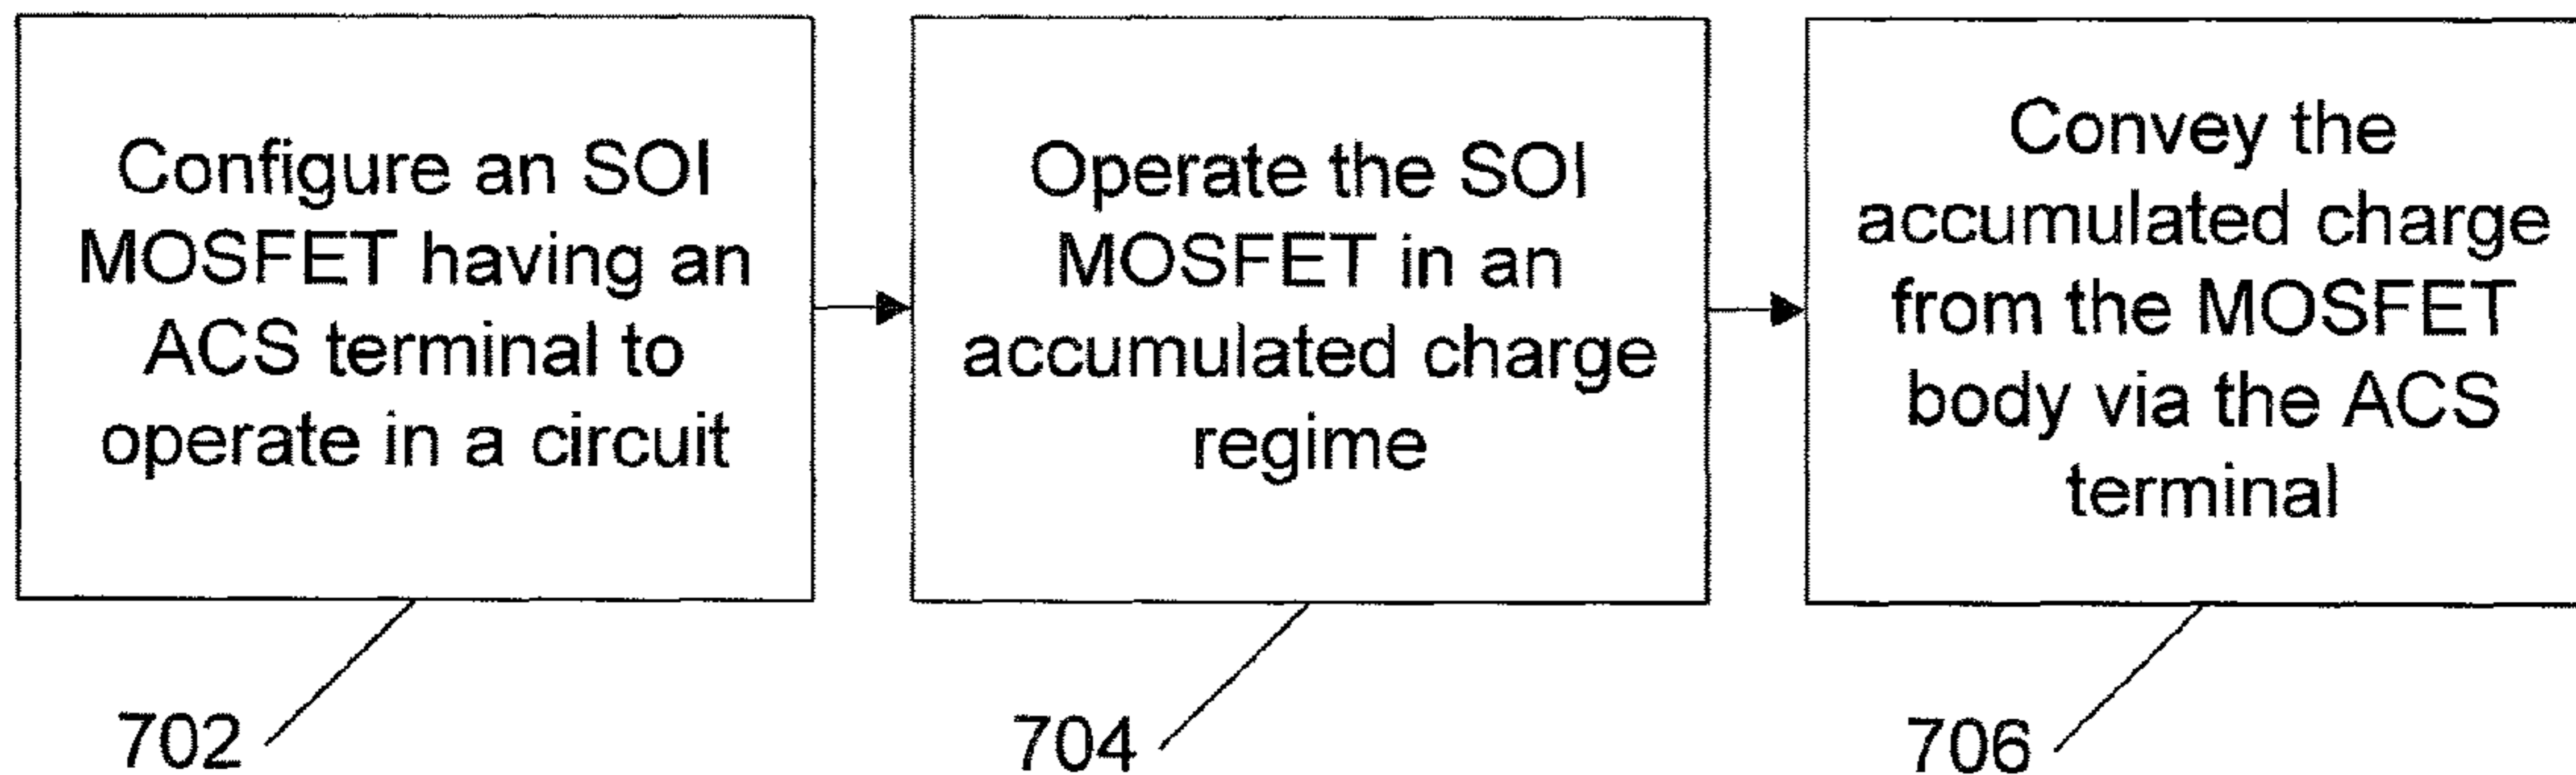 Configure an SOI
MOSFET having an
ACS terminal to
operate in a circuit
Operate the SOI
MOSFET in an
accumulated charge
regime
Convey the
accumulated charge
from the MOSFET
body via the ACS
terminal
702
704
706